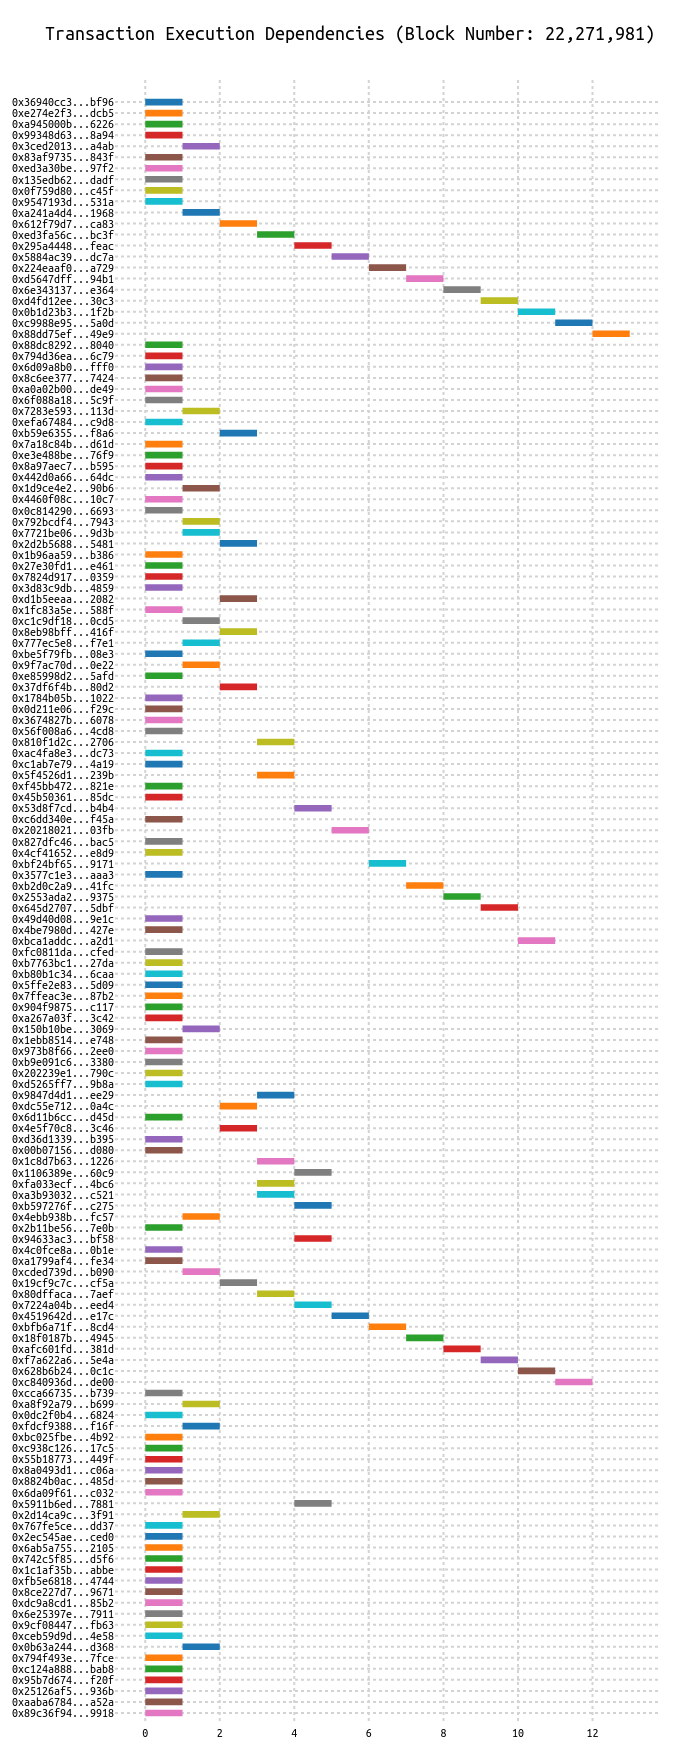 Transaction Execution Dependencies (Block Number: 22,271,981)
0x36940cc3...bf96
0xe274e2f3...dcb5
0xa945000b...6226
0x99348d63...8a94
0x3ced2013...a4ab
0x83af9735...843f
0xed3a30be...97f2
0x135edb62...dadf
0x0f759d80...c45f
0x9547193d...531a
0xa241a4d4...1968
0x612f79d7...ca83
0xed3fa56c...bc3f
0x295a4448...feac
0x5884ac39...dc7a
0x224eaaf0...a729
0xd5647dff...94b1
0x6e343137...e364
0xd4fd12ee...30c3
0x0b1d23b3...1f2b
0xc9988e95...5a0d
0x88dd75ef...49e9
0x88dc8292...8040
0x794d36ea...6c79
0x6d09a8b0...fff0
0x8c6ee377...7424
0xa0a02b00...de49
0x6f088a18...5c9f
0x7283e593...113d
0xefa67484...c9d8
0xb59e6355...f8a6
0x7a18c84b...d61d
0xe3e488be...76f9
0x8a97aec7...b595
0x442d0a66...64dc
0x1d9ce4e2...90b6
0x4460f08c...10c7
0x0c814290...6693
0x792bcdf4...7943
0x7721be06...9d3b
0x2d2b5688...5481
0x1b96aa59...b386
0x27e30fd1...e461
0x7824d917...0359
0x3d83c9db...4859
0xd1b5eeaa...2082
0x1fc83a5e...588f
0xc1c9df18...0cd5
0x8eb98bff...416f
0x777ec5e8...f7e1
0xbe5f79fb...08e3
0x9f7ac70d...0e22
0xe85998d2...5afd
0x37df6f4b...80d2
0x1784b05b...1022
0x0d211e06...f29c
0x3674827b...6078
0x56f008a6...4cd8
0x810f1d2c...2706
0xac4fa8e3...dc73
0xc1ab7e79...4a19
0x5f4526d1...239b
0xf45bb472...821e
0x45b50361...85dc
0x53d8f7cd...b4b4
0xc6dd340e...f45a
0x20218021...03fb
0x827dfc46...bac5
0x4cf41652...e8d9
0xbf24bf65...9171
0x3577c1e3...aaa3
0xb2d0c2a9...41fc
0x2553ada2...9375
0x645d2707...5dbf
0x49d40d08...9e1c
0x4be7980d...427e
0xbca1addc...a2d1
0xfc0811da...cfed
0xb7763bc1...27da
0xb80b1c34...6caa
0x5ffe2e83...5d09
0x7ffeac3e...87b2
0x904f9875...c117
0xa267a03f...3c42
0x150b10be...3069
0x1ebb8514...e748
0x973b8f66...2ee0
0xb9e091c6...3380
0x202239e1...790c
0xd5265ff7...9b8a
0x9847d4d1...ee29
0xdc55e712...0a4c
0x6d11b6cc...d45d
0x4e5f70c8...3c46
0xd36d1339...b395
0x00b07156...d080
0x1c8d7b63...1226
0x1106389e...60c9
0xfa033ecf...4bc6
0xa3b93032...c521
0xb597276f...c275
0x4ebb938b...fc57
0x2b11be56...7e0b
0x94633ac3...bf58
0x4c0fce8a...0b1e
0xa1799af4...fe34
0xcded739d...b090
0x19cf9c7c...cf5a
0x80dffaca...7aef
0x7224a04b...eed4
0x4519642d...e17c
0xbfb6a71f...8cd4
0x18f0187b...4945
0xafc601fd...381d
0xf7a622a6...5e4a
0x628b6b24...0c1c
0xc840936d...de00
0xcca66735...b739
0xa8f92a79...b699
0x0dc2f0b4...6824
0xfdcf9388...f16f
0xbc025fbe...4b92
0xc938c126...17c5
0x55b18773...449f
0x8a0493d1...c06a
0x8824b0ac...485d
0x6da09f61...c032
0x5911b6ed...7881
0x2d14ca9c...3f91
0x767fe5ce...dd37
0x2ec545ae...ced0
0x6ab5a755...2105
0x742c5f85...d5f6
0x1c1af35b...abbe
0xfb5e6818...4744
0x8ce227d7...9671
0xdc9a8cd1...85b2
0x6e25397e...7911
0x9cf08447...fb63
0xceb59d9d...4e58
0x0b63a244...d368
0x794f493e...7fce
0xc124a888...bab8
0x95b7d674...f20f
0x25126af5...936b
0xaaba6784...a52a
0x89c36f94...9918
0 2 4 6 8 10 12